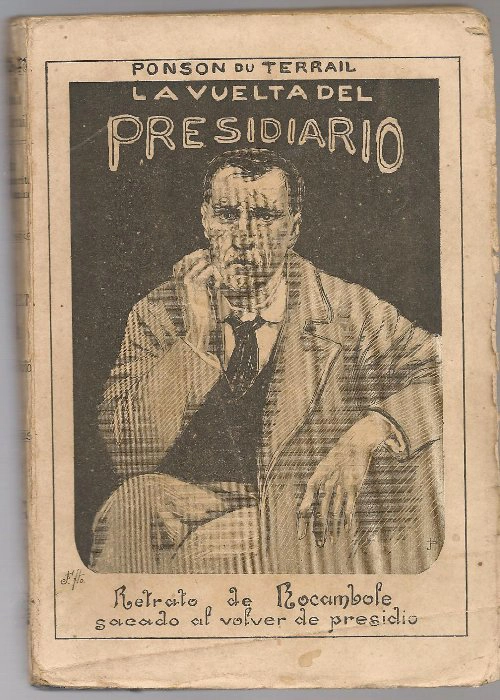 PONSON DU TERRAIL
LA VUELTA DEL
PRESIDIARIO
Retrato de Rocambole
sacado al volver de presidio